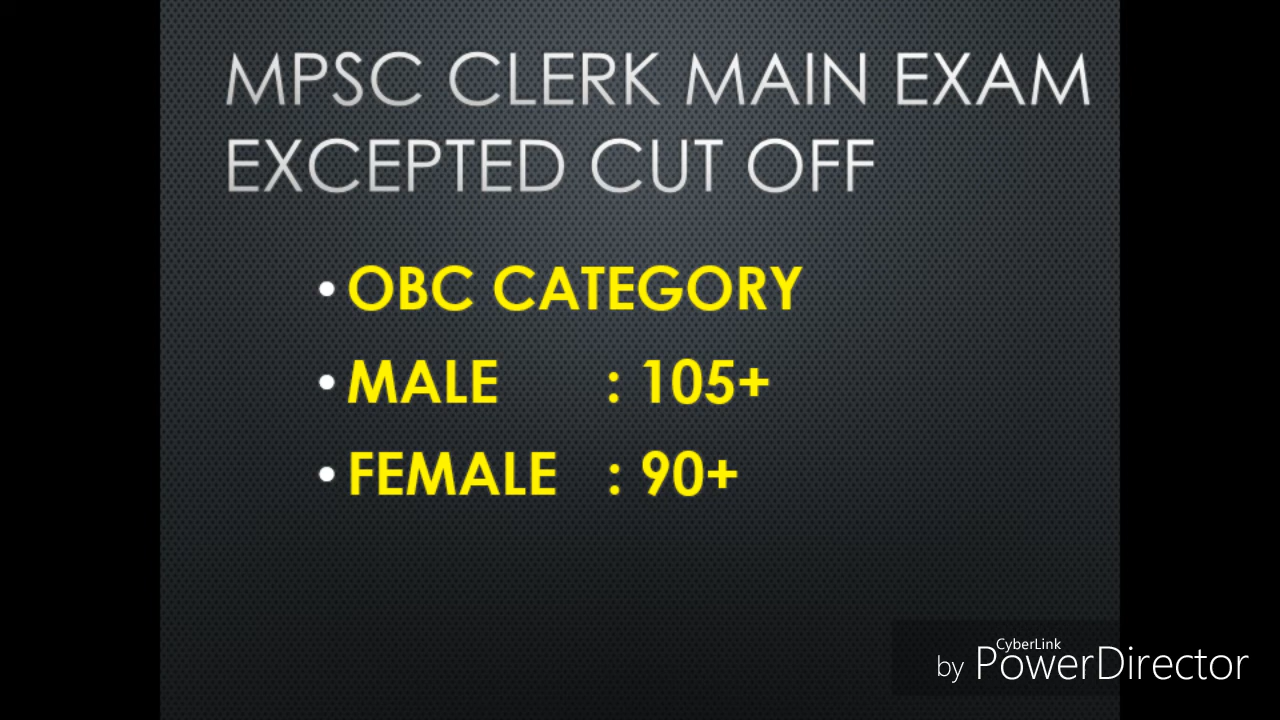 MPSC CLERK MAIN EXAM
EXCEPTED CUT OFF
• OBC CATEGORY
• MALE : 105+
• FEMALE : 90+
CyberLink
by PowerDirector